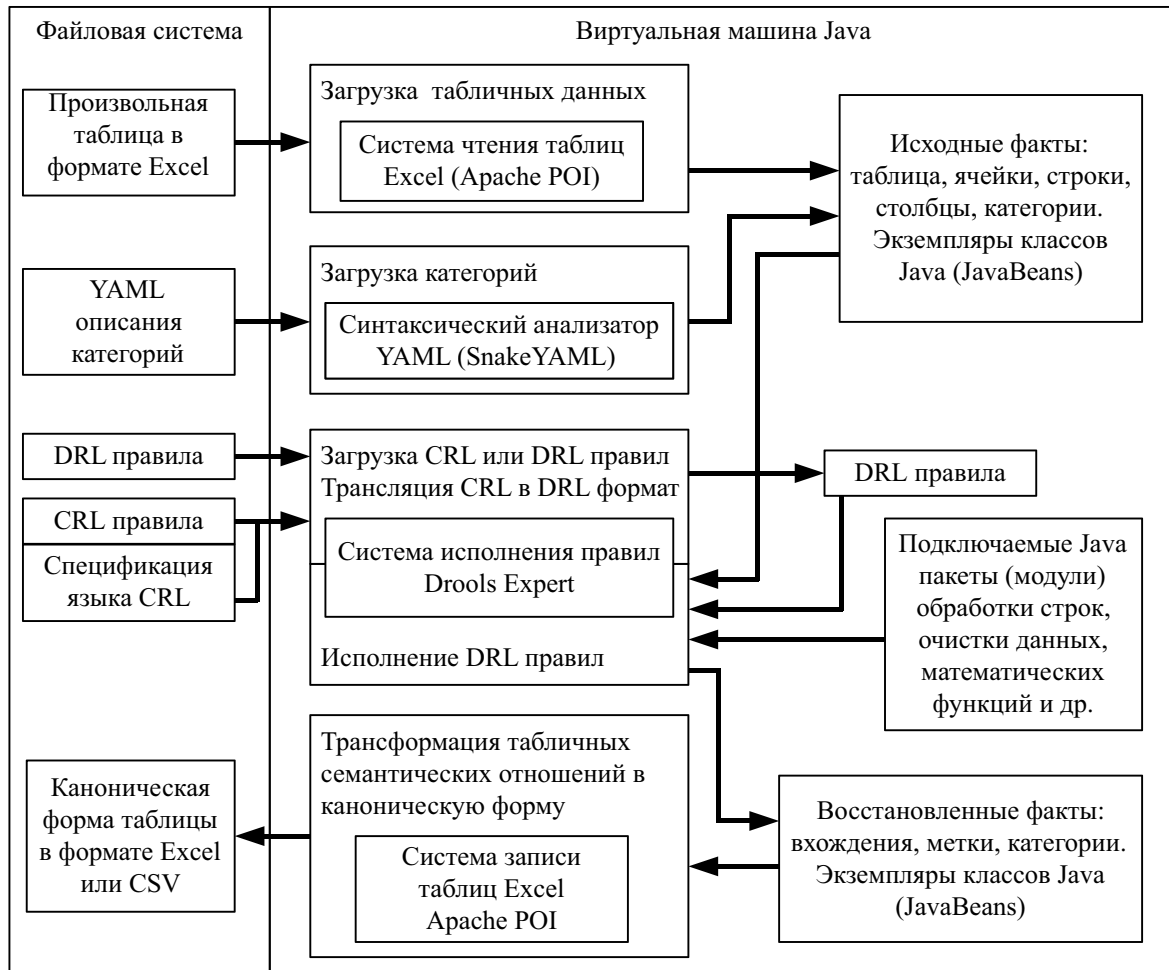 Файловая система
Виртуальная машина Java
Произвольная
таблица в
формате Excel
Загрузка табличных данных
Система чтения таблиц
Excel (Apache POI)
Исходные факты:
таблица, ячейки, строки,
столбцы, категории.
Экземпляры классов
Java (JavaBeans)
YAML
описания
категорий
Загрузка категорий
Синтаксический анализатор
YAML (SnakeYAML)
DRL правила
CRL правила
Спецификация
языка CRL
Загрузка CRL или DRL правил
Трансляция CRL в DRL формат
Система исполнения правил
Drools Expert
Исполнение DRL правил
DRL правила
Подключаемые Java
пакеты (модули)
обработки строк,
очистки данных,
математических
функций и др.
Каноническая
форма таблицы
в формате Excel
или CSV
Трансформация табличных
семантических отношений в
каноническую форму
Система записи
таблиц Excel
Apache POI
Восстановленные факты:
вхождения, метки, категории.
Экземпляры классов Java
(JavaBeans)